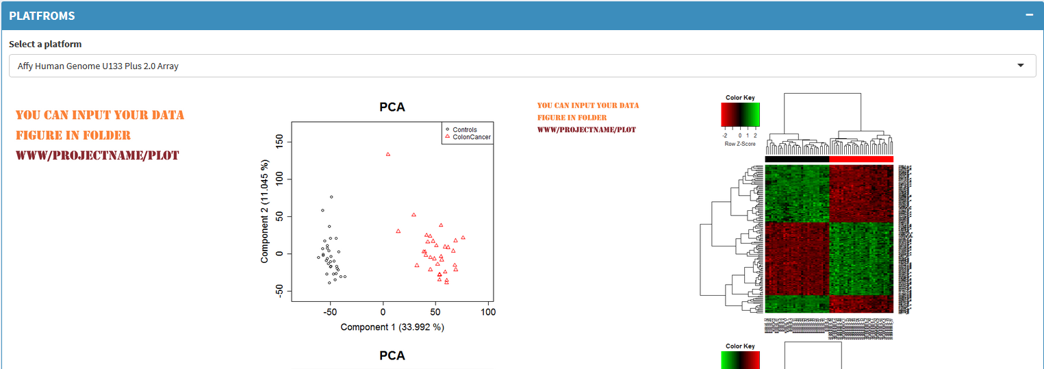 PLATFROMS
Select a platform
Affy Human Genome U133 Plus 2.0 Array
YOU CAN INPUT YOUR DATA
FIGURE IN FOLDER
WWW/PROJECTNAME/PLOT
PCA
Controls
ColonCancer
Component 2 (11.045 %)
150
100
50
0
-50
-50
0
50
100
Component 1 (33.992 %)
PCA
YOU CAN INPUT YOUR DATA
FIGURE IN FOLDER
WWW/PROJECTNAME/PLOT
Color Key
-2 0 1 2
Row Z-Score
Color Key